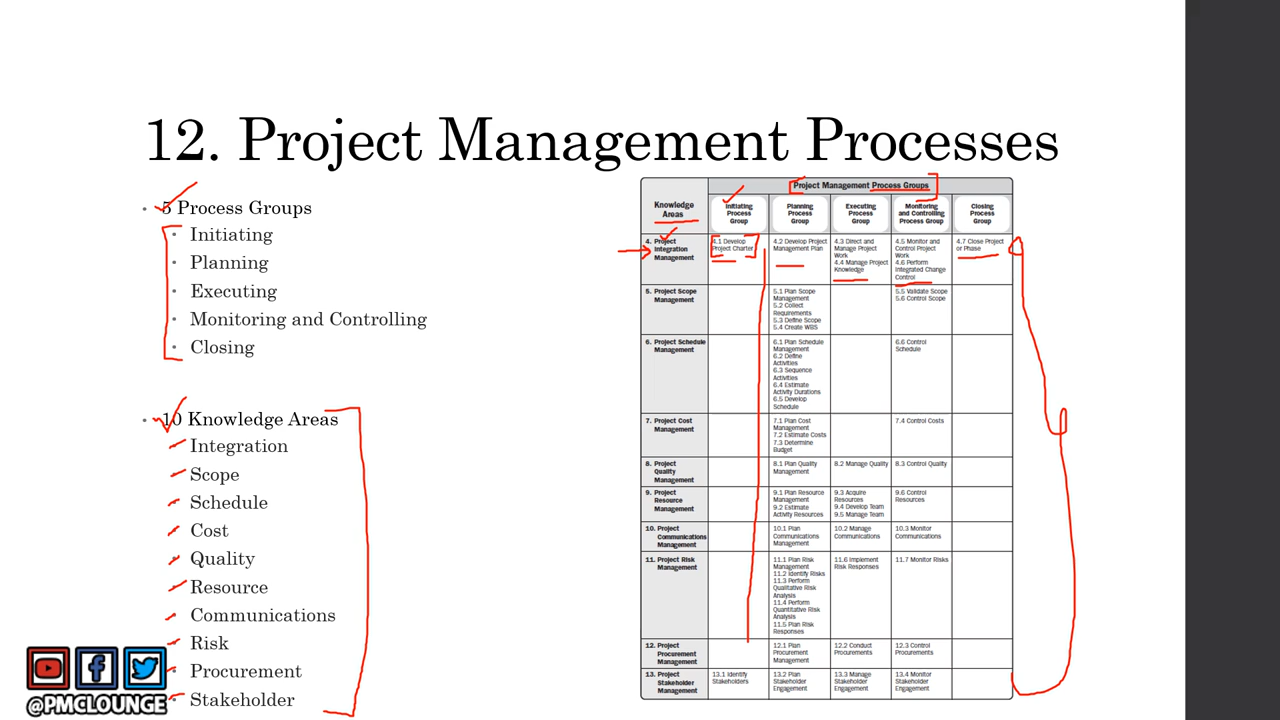 12. Project Management Processes
5 Process Groups
Initiating
Planning
Executing
Monitoring and Controlling
Closing
10 Knowledge Areas
Integration
Scope
Schedule
Cost
Quality
Resource
Communications
Risk
Procurement
Stakeholder
@PMCLOUNGE
Project Management Process Groups
Knowledge
Areas
Initiating
Process
Group
Planning
Process
Group
Executing
Process
Group
Monitoring
and Controlling
Process Group
Closing
Process
Group
4. Project
Integration
Management
4.1 Develop
Project Charter
4.2 Develop Project
Management Plan
4.3 Direct and
Manage Project
Work
4.4 Manage Project
Knowledge
4.5 Monitor and
Control Project
Work
4.6 Perform
Integrated Change
Control
4.7 Close Project
or Phase
5. Project Scope
Management
5.1 Plan Scope
Management
5.2 Collect
Requirements
5.3 Define Scope
5.4 Create WBS
5.5 Validate Scope
5.6 Control Scope
6. Project Schedule
Management
6.1 Plan Schedule
Management
6.2 Define
Activities
6.3 Sequence
Activities
6.4 Estimate
Activity Durations
6.5 Develop
Schedule
6.6 Control
Schedule
7. Project Cost
Management
7.1 Plan Cost
Management
7.2 Estimate Costs
7.3 Determine
Budget
7.4 Control Costs
8. Project
Quality
Management
8.1 Plan Quality
Management
8.2 Manage Quality
8.3 Control Quality
9. Project
Resource
Management
9.1 Plan Resource
Management
9.2 Estimate
Activity Resources
9.3 Acquire
Resources
9.4 Develop Team
9.5 Manage Team
9.6 Control
Resources
10. Project
Communications
Management
10.1 Plan
Communications
Management
10.2 Manage
Communications
10.3 Monitor
Communications
11. Project Risk
Management
11.1 Plan Risk
Management
11.2 Identify Risks
11.3 Perform
Qualitative Risk
Analysis
11.4 Perform
Quantitative Risk
Analysis
11.5 Plan Risk
Responses
11.6 Implement
Risk Responses
11.7 Monitor Risks
12. Project
Procurement
Management
12.1 Plan
Procurement
Management
12.2 Conduct
Procurements
12.3 Control
Procurements
13. Project
Stakeholder
Management
13.1 Identify
Stakeholders
13.2 Plan
Stakeholder
Engagement
13.3 Manage
Stakeholder
Engagement
13.4 Monitor
Stakeholder
Engagement